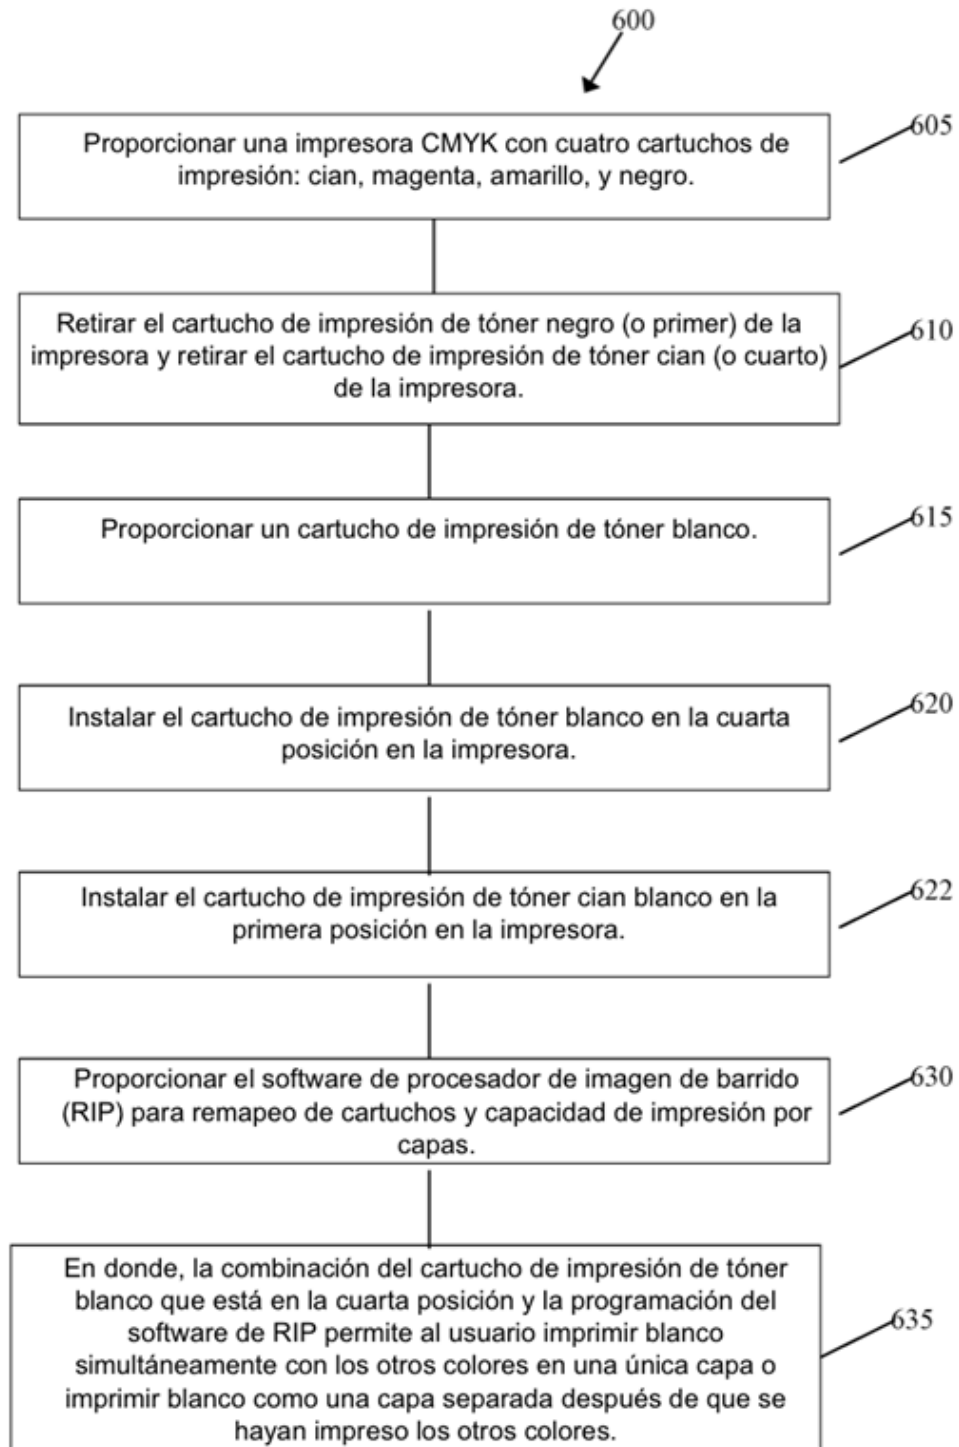 600
Proporcionar una impresora CMYK con cuatro cartuchos de
impresión: cian, magenta, amarillo, y negro.
605
Retirar el cartucho de impresión de tóner negro (o primer) de la
impresora y retirar el cartucho de impresión de tóner cian (o cuarto)
de la impresora.
610
Proporcionar un cartucho de impresión de tóner blanco.
615
Instalar el cartucho de impresión de tóner blanco en la cuarta
posición en la impresora.
620
Instalar el cartucho de impresión de tóner cian blanco en la
primera posición en la impresora.
622
Proporcionar el software de procesador de imagen de barrido
(RIP) para remapeo de cartuchos y capacidad de impresión por
capas.
630
En donde, la combinación del cartucho de impresión de tóner
blanco que está en la cuarta posición y la programación del
software de RIP permite al usuario imprimir blanco
simultáneamente con los otros colores en una única capa o
imprimir blanco como una capa separada después de que se
hayan impreso los otros colores.
635